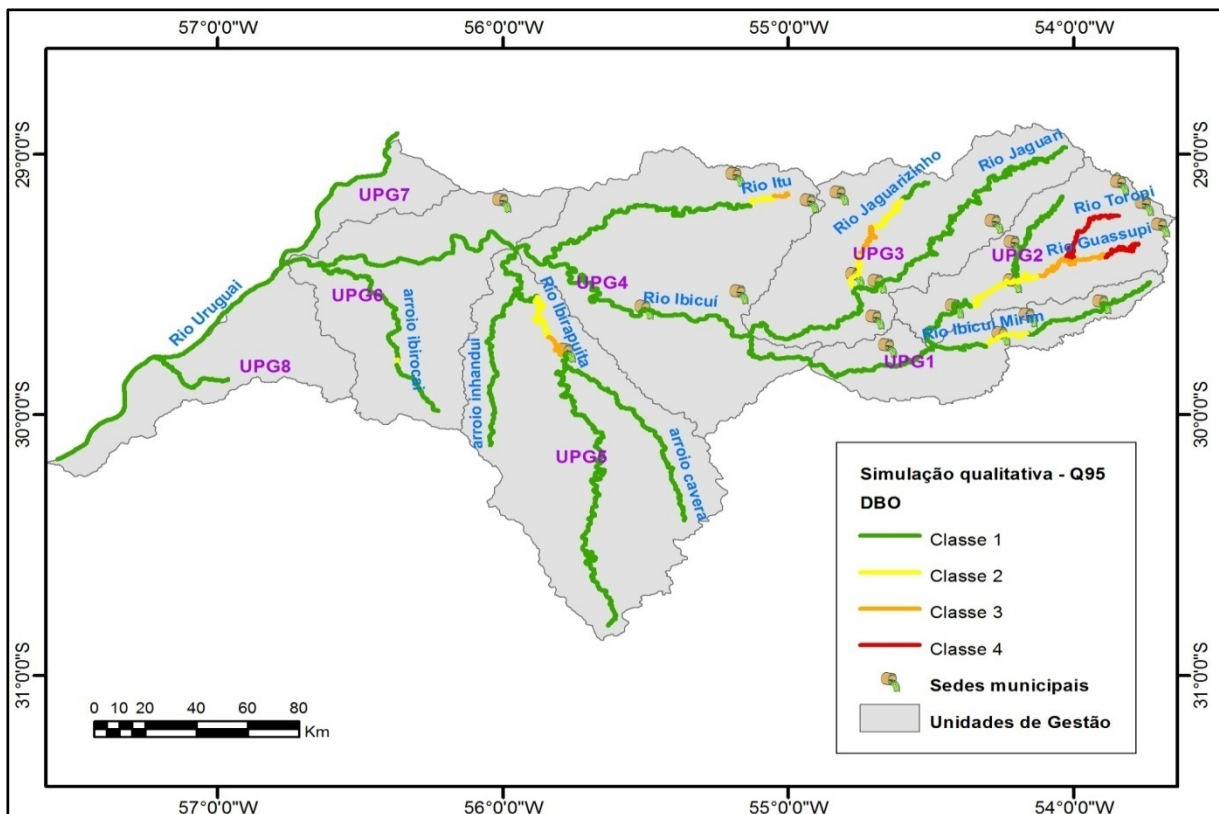 57°0'0"W 56°0'0"W 55°0'0"W 54°0'0"W
29°0'0"S 29°0'0"S
Rio Jaguari
Rio Jaguarizinho
Rio Itu
Rio Toropi
UPG7
Rio Guassupi
UPG3
UPG2
UPG4
UPG6
Rio Ibicuí
Rio Uruguai
Rio Ibirapuita
Rio Ibicui Mirim
arroio ibirocai
arroio inhandui
UPG8
UPG1
30°0'0"S 30°0'0"S
UPG5
arroio cavera
Simulação qualitativa - Q95
DBO
Classe 1
Classe 2
Classe 3
Classe 4
Sedes municipais
Unidades de Gestão
31°0'0"S 31°0'0"S
0 10 20 40 60 80
Km
57°0'0"W 56°0'0"W 55°0'0"W 54°0'0"W